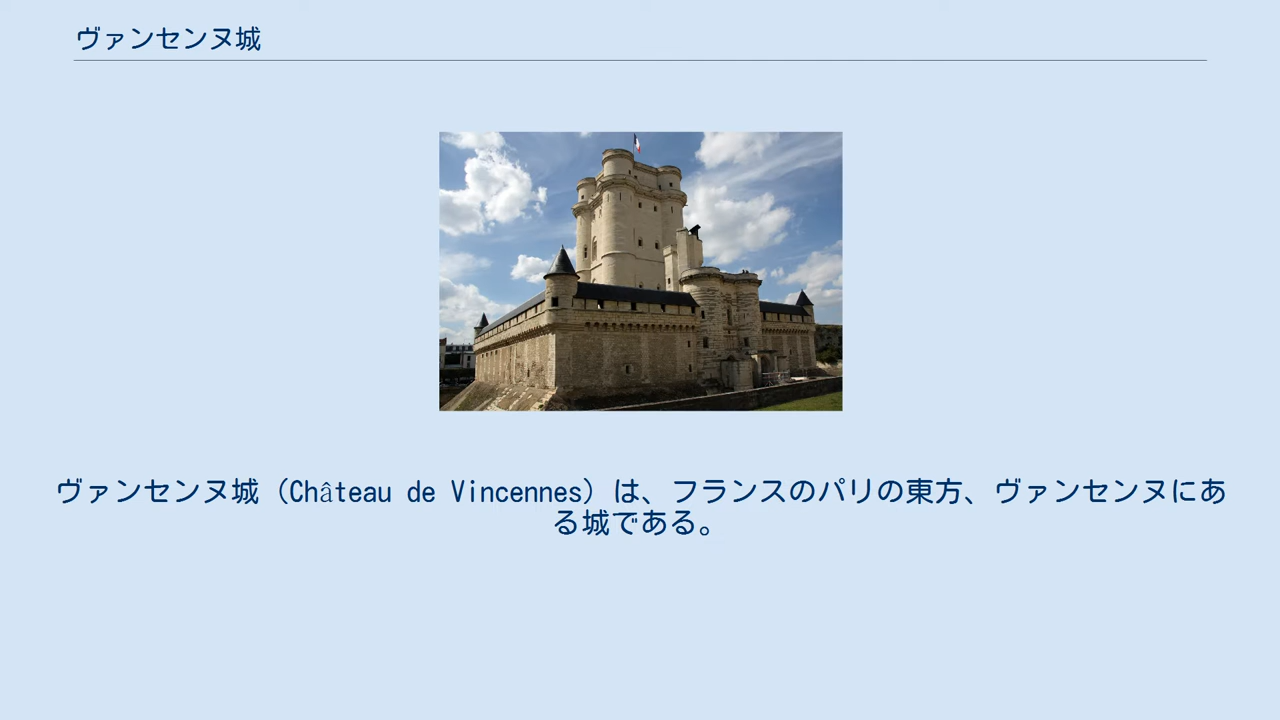 ヴァンセンヌ城
ヴァンセンヌ城（Château de Vincennes）は、フランスのパリの東方、ヴァンセンヌにあ
る城である。